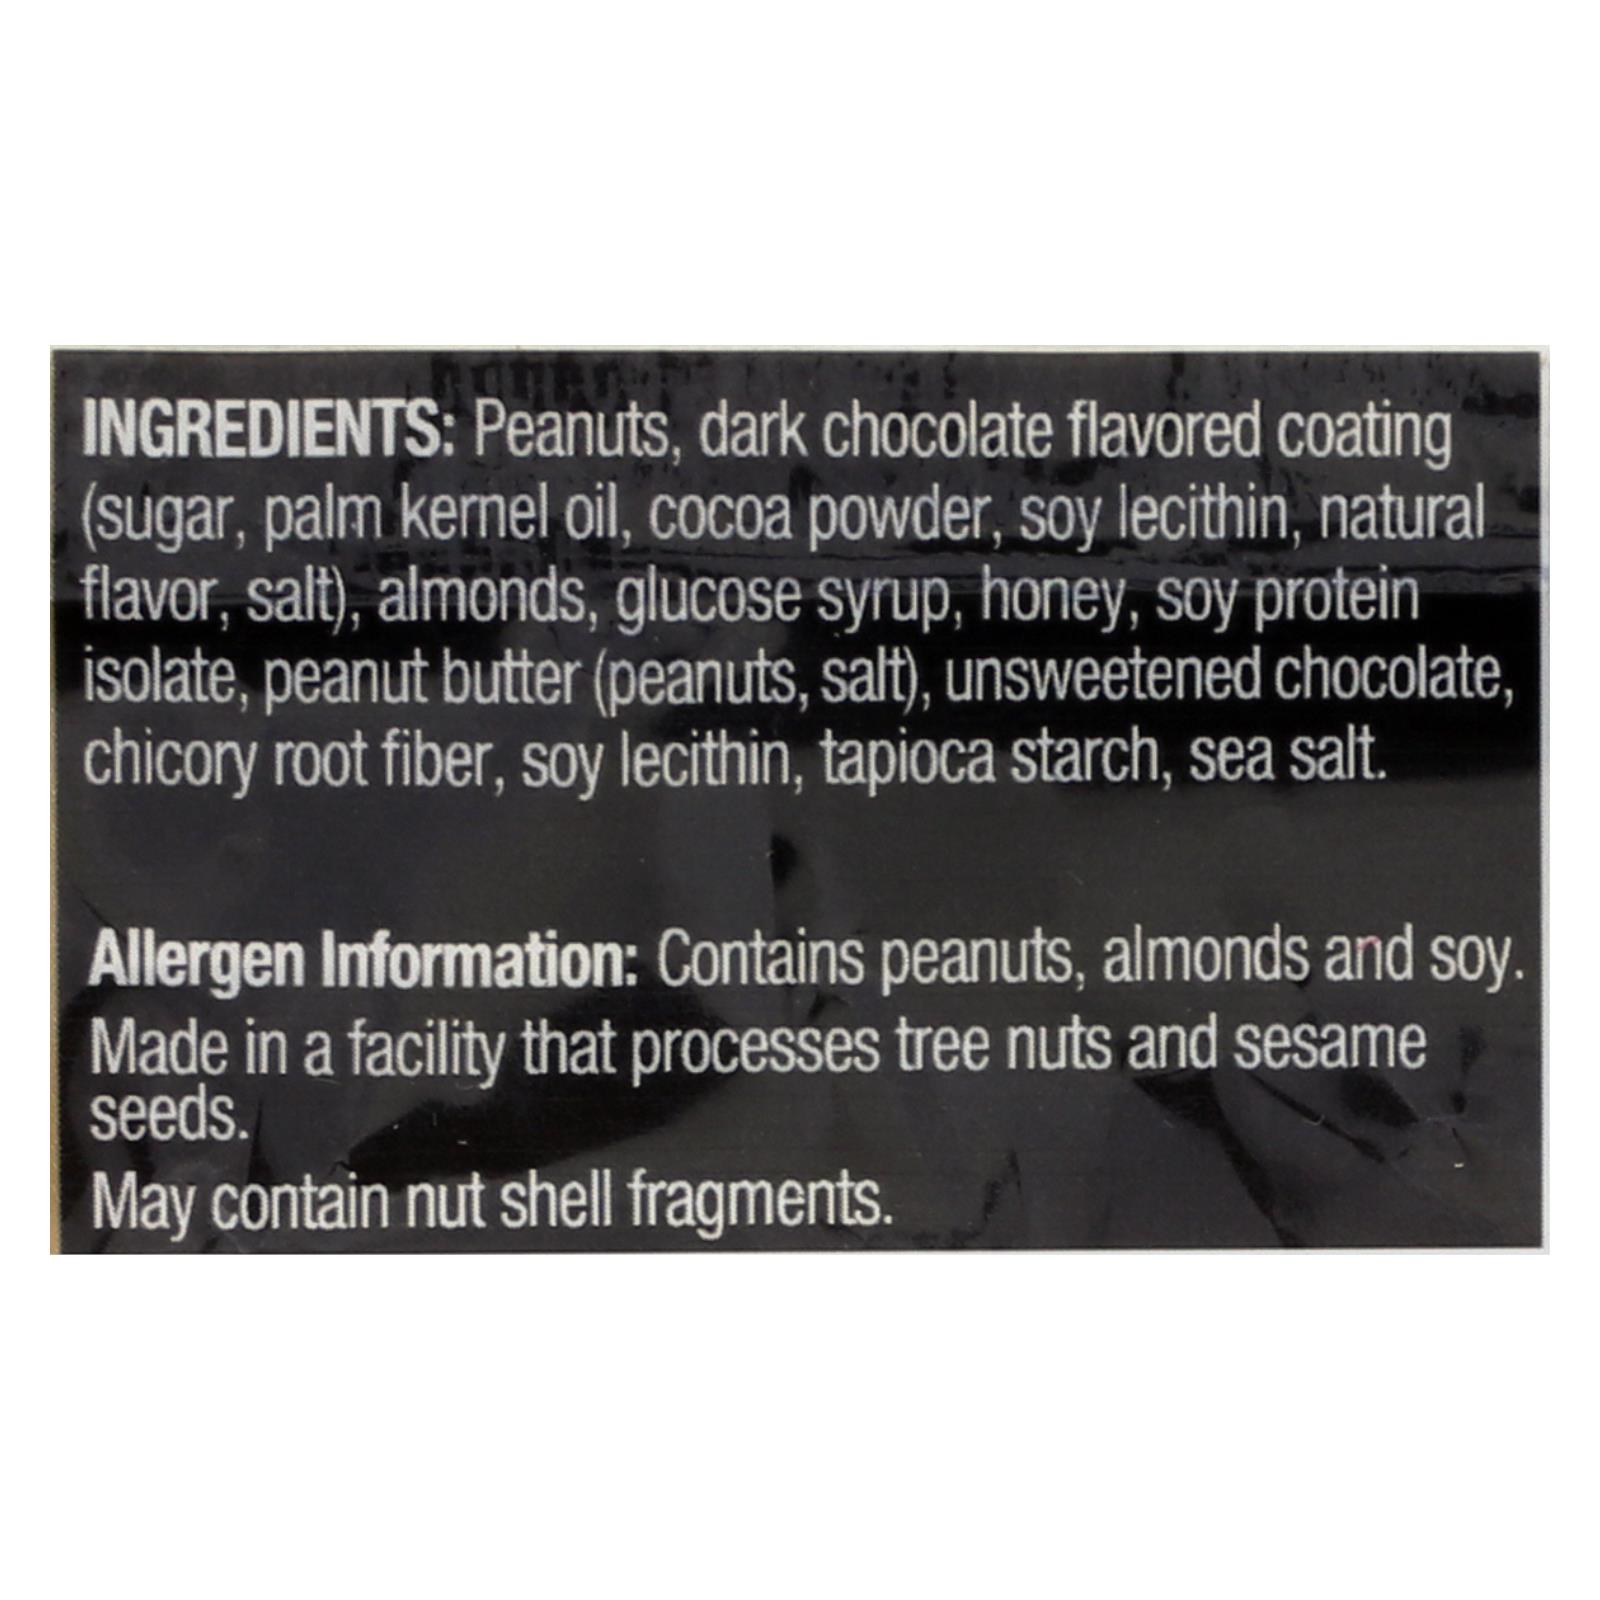 INGREDIENTS: Peanuts, dark chocolate flavored coating
(sugar, palm kernel oil, cocoa powder, soy lecithin, natural
flavor, salt), almonds, glucose syrup, honey, soy protein
isolate, peanut butter (peanuts, salt), unsweetened chocolate,
chicory root fiber, soy lecithin, tapioca starch, sea salt.
Allergen Information: Contains peanuts, almonds and soy.
Made in a facility that processes tree nuts and sesame
seeds.
May contain nut shell fragments.